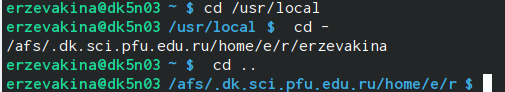 erzevakina@dk5n03 ~ $ cd /usr/local
erzevakina@dk5n03 /usr/local $  cd -
/afs/.dk.sci.pfu.edu.ru/home/e/r/erzevakina
erzevakina@dk5n03 ~ $  cd ..
erzevakina@dk5n03 /afs/.dk.sci.pfu.edu.ru/home/e/r $